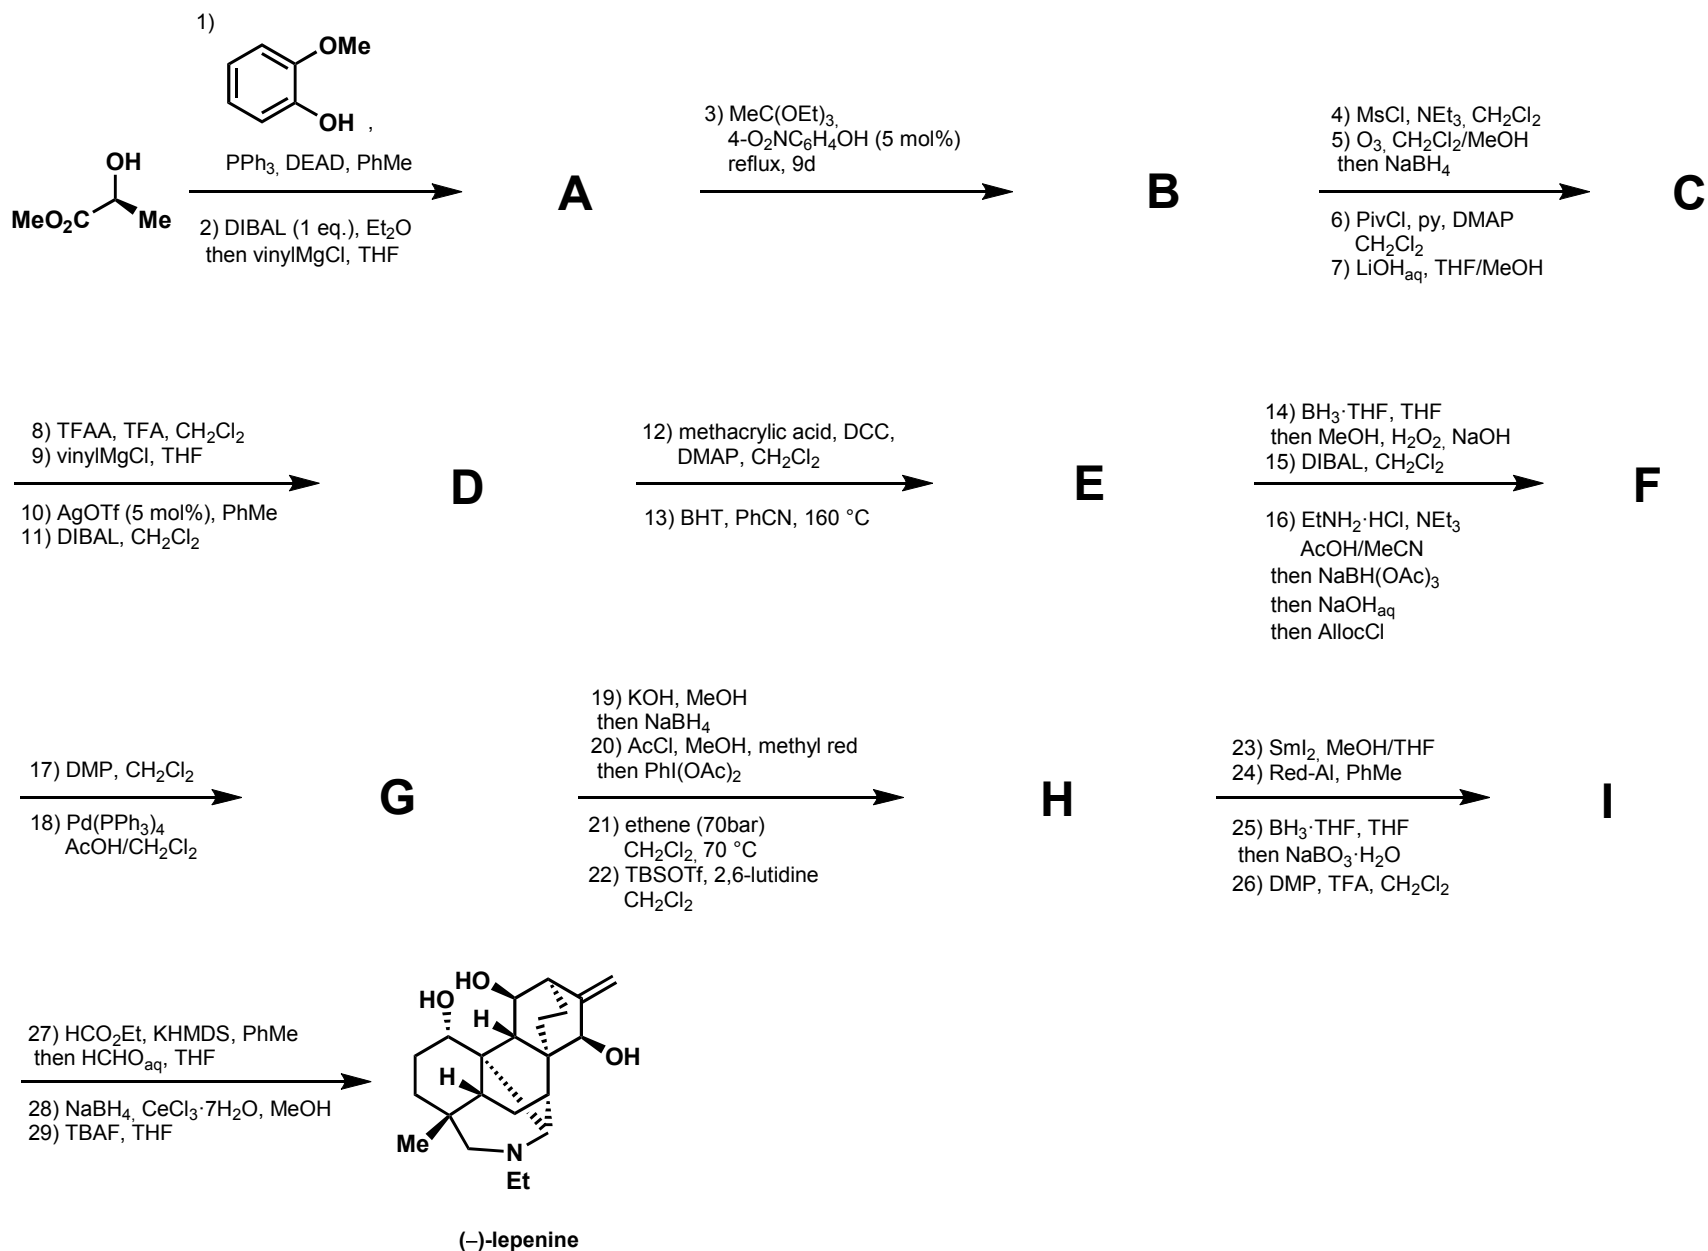 1)
OMe
OH ,
OH
MeO₂C
Me
PPh₃, DEAD, PhMe
2) DIBAL (1 eq.), Et₂O
then vinylMgCl, THF
A
3) MeC(OEt)₃,
4-O₂NC₆H₄OH (5 mol%)
reflux, 9d
B
4) MsCl, NEt₃, CH₂Cl₂
5) O₃, CH₂Cl₂/MeOH
then NaBH₄
6) PivCl, py, DMAP
CH₂Cl₂
7) LiOHaq, THF/MeOH
C
8) TFAA, TFA, CH₂Cl₂
9) vinylMgCl, THF
10) AgOTf (5 mol%), PhMe
11) DIBAL, CH₂Cl₂
D
12) methacrylic acid, DCC,
DMAP, CH₂Cl₂
13) BHT, PhCN, 160 °C
E
14) BH₃·THF, THF
then MeOH, H₂O₂, NaOH
15) DIBAL, CH₂Cl₂
16) EtNH₂·HCl, NEt₃
AcOH/MeCN
then NaBH(OAc)₃
then NaOHaq
then AllocCl
F
17) DMP, CH₂Cl₂
18) Pd(PPh₃)₄
AcOH/CH₂Cl₂
G
19) KOH, MeOH
then NaBH₄
20) AcCl, MeOH, methyl red
then PhI(OAc)₂
21) ethene (70bar)
CH₂Cl₂, 70 °C
22) TBSOTf, 2,6-lutidine
CH₂Cl₂
H
23) SmI₂, MeOH/THF
24) Red-Al, PhMe
25) BH₃·THF, THF
then NaBO₃·H₂O
26) DMP, TFA, CH₂Cl₂
I
27) HCO₂Et, KHMDS, PhMe
then HCHOaq, THF
28) NaBH₄, CeCl₃·7H₂O, MeOH
29) TBAF, THF
HO
HO
H
OH
H
Me
N
Et
(–)-lepenine